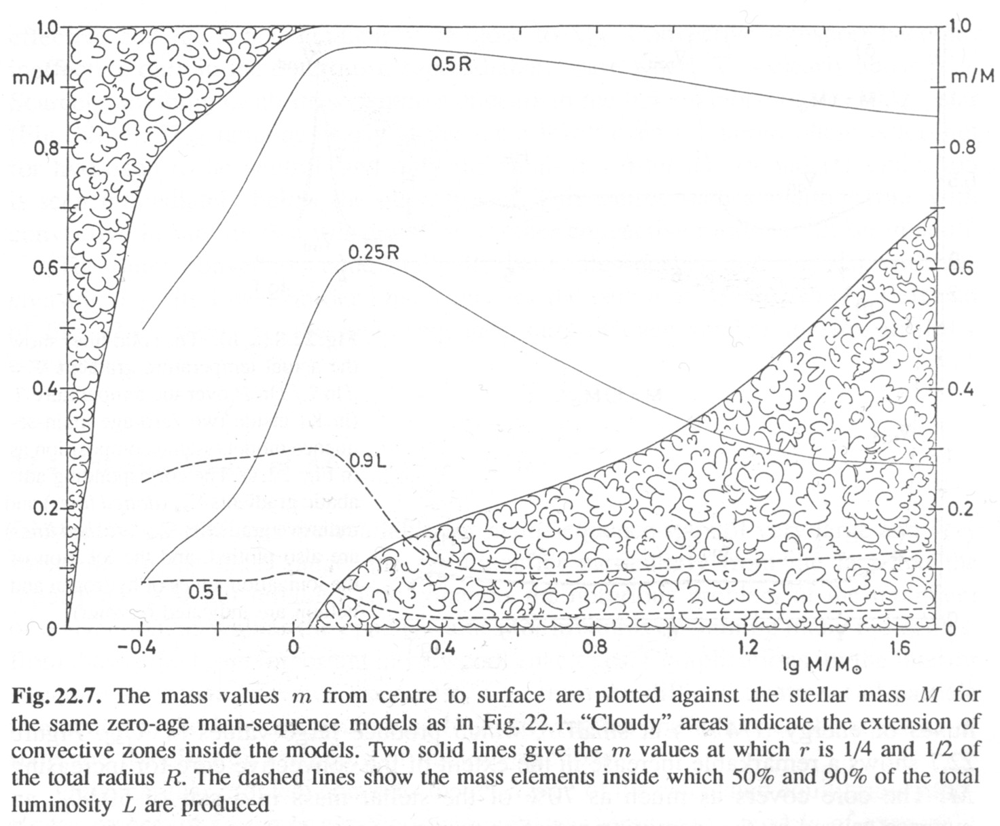 1.0 1.0
m/M m/M
0.5R
0.8 0.8
0.25R
0.6 0.6
0.4 0.4
0.9L
0.2 0.2
0.5L
0 0
−0.4 0 0.4 0.8 1.2 1.6
lg M/M⊙
Fig. 22.7. The mass values m from centre to surface are plotted against the stellar mass M for
the same zero-age main-sequence models as in Fig. 22.1. “Cloudy” areas indicate the extension of
convective zones inside the models. Two solid lines give the m values at which r is 1/4 and 1/2 of
the total radius R. The dashed lines show the mass elements inside which 50% and 90% of the total
luminosity L are produced